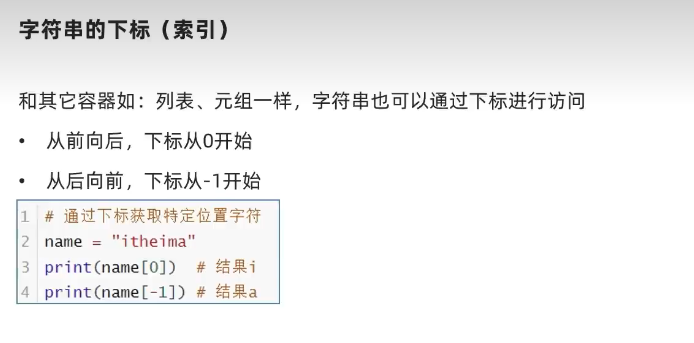 字符串的下标（索引）
和其它容器如：列表、元组一样，字符串也可以通过下标进行访问
• 从前向后，下标从0开始
• 从后向前，下标从-1开始
1 # 通过下标获取特定位置字符
2 name = "itheima"
3 print(name[0])  # 结果i
4 print(name[-1]) # 结果a